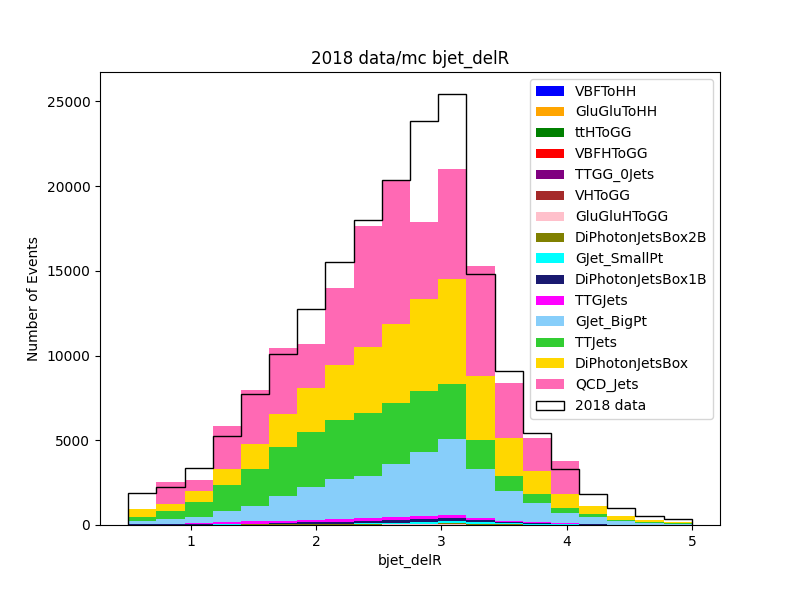 2018 data/mc bjet_delR
Number of Events
25000
20000
15000
10000
5000
0
1
2
3
4
5
bjet_delR
VBFToHH
GluGluToHH
ttHToGG
VBFHToGG
TTGG_0Jets
VHToGG
GluGluHToGG
DiPhotonJetsBox2B
GJet_SmallPt
DiPhotonJetsBox1B
TTGJets
GJet_BigPt
TTJets
DiPhotonJetsBox
QCD_Jets
2018 data